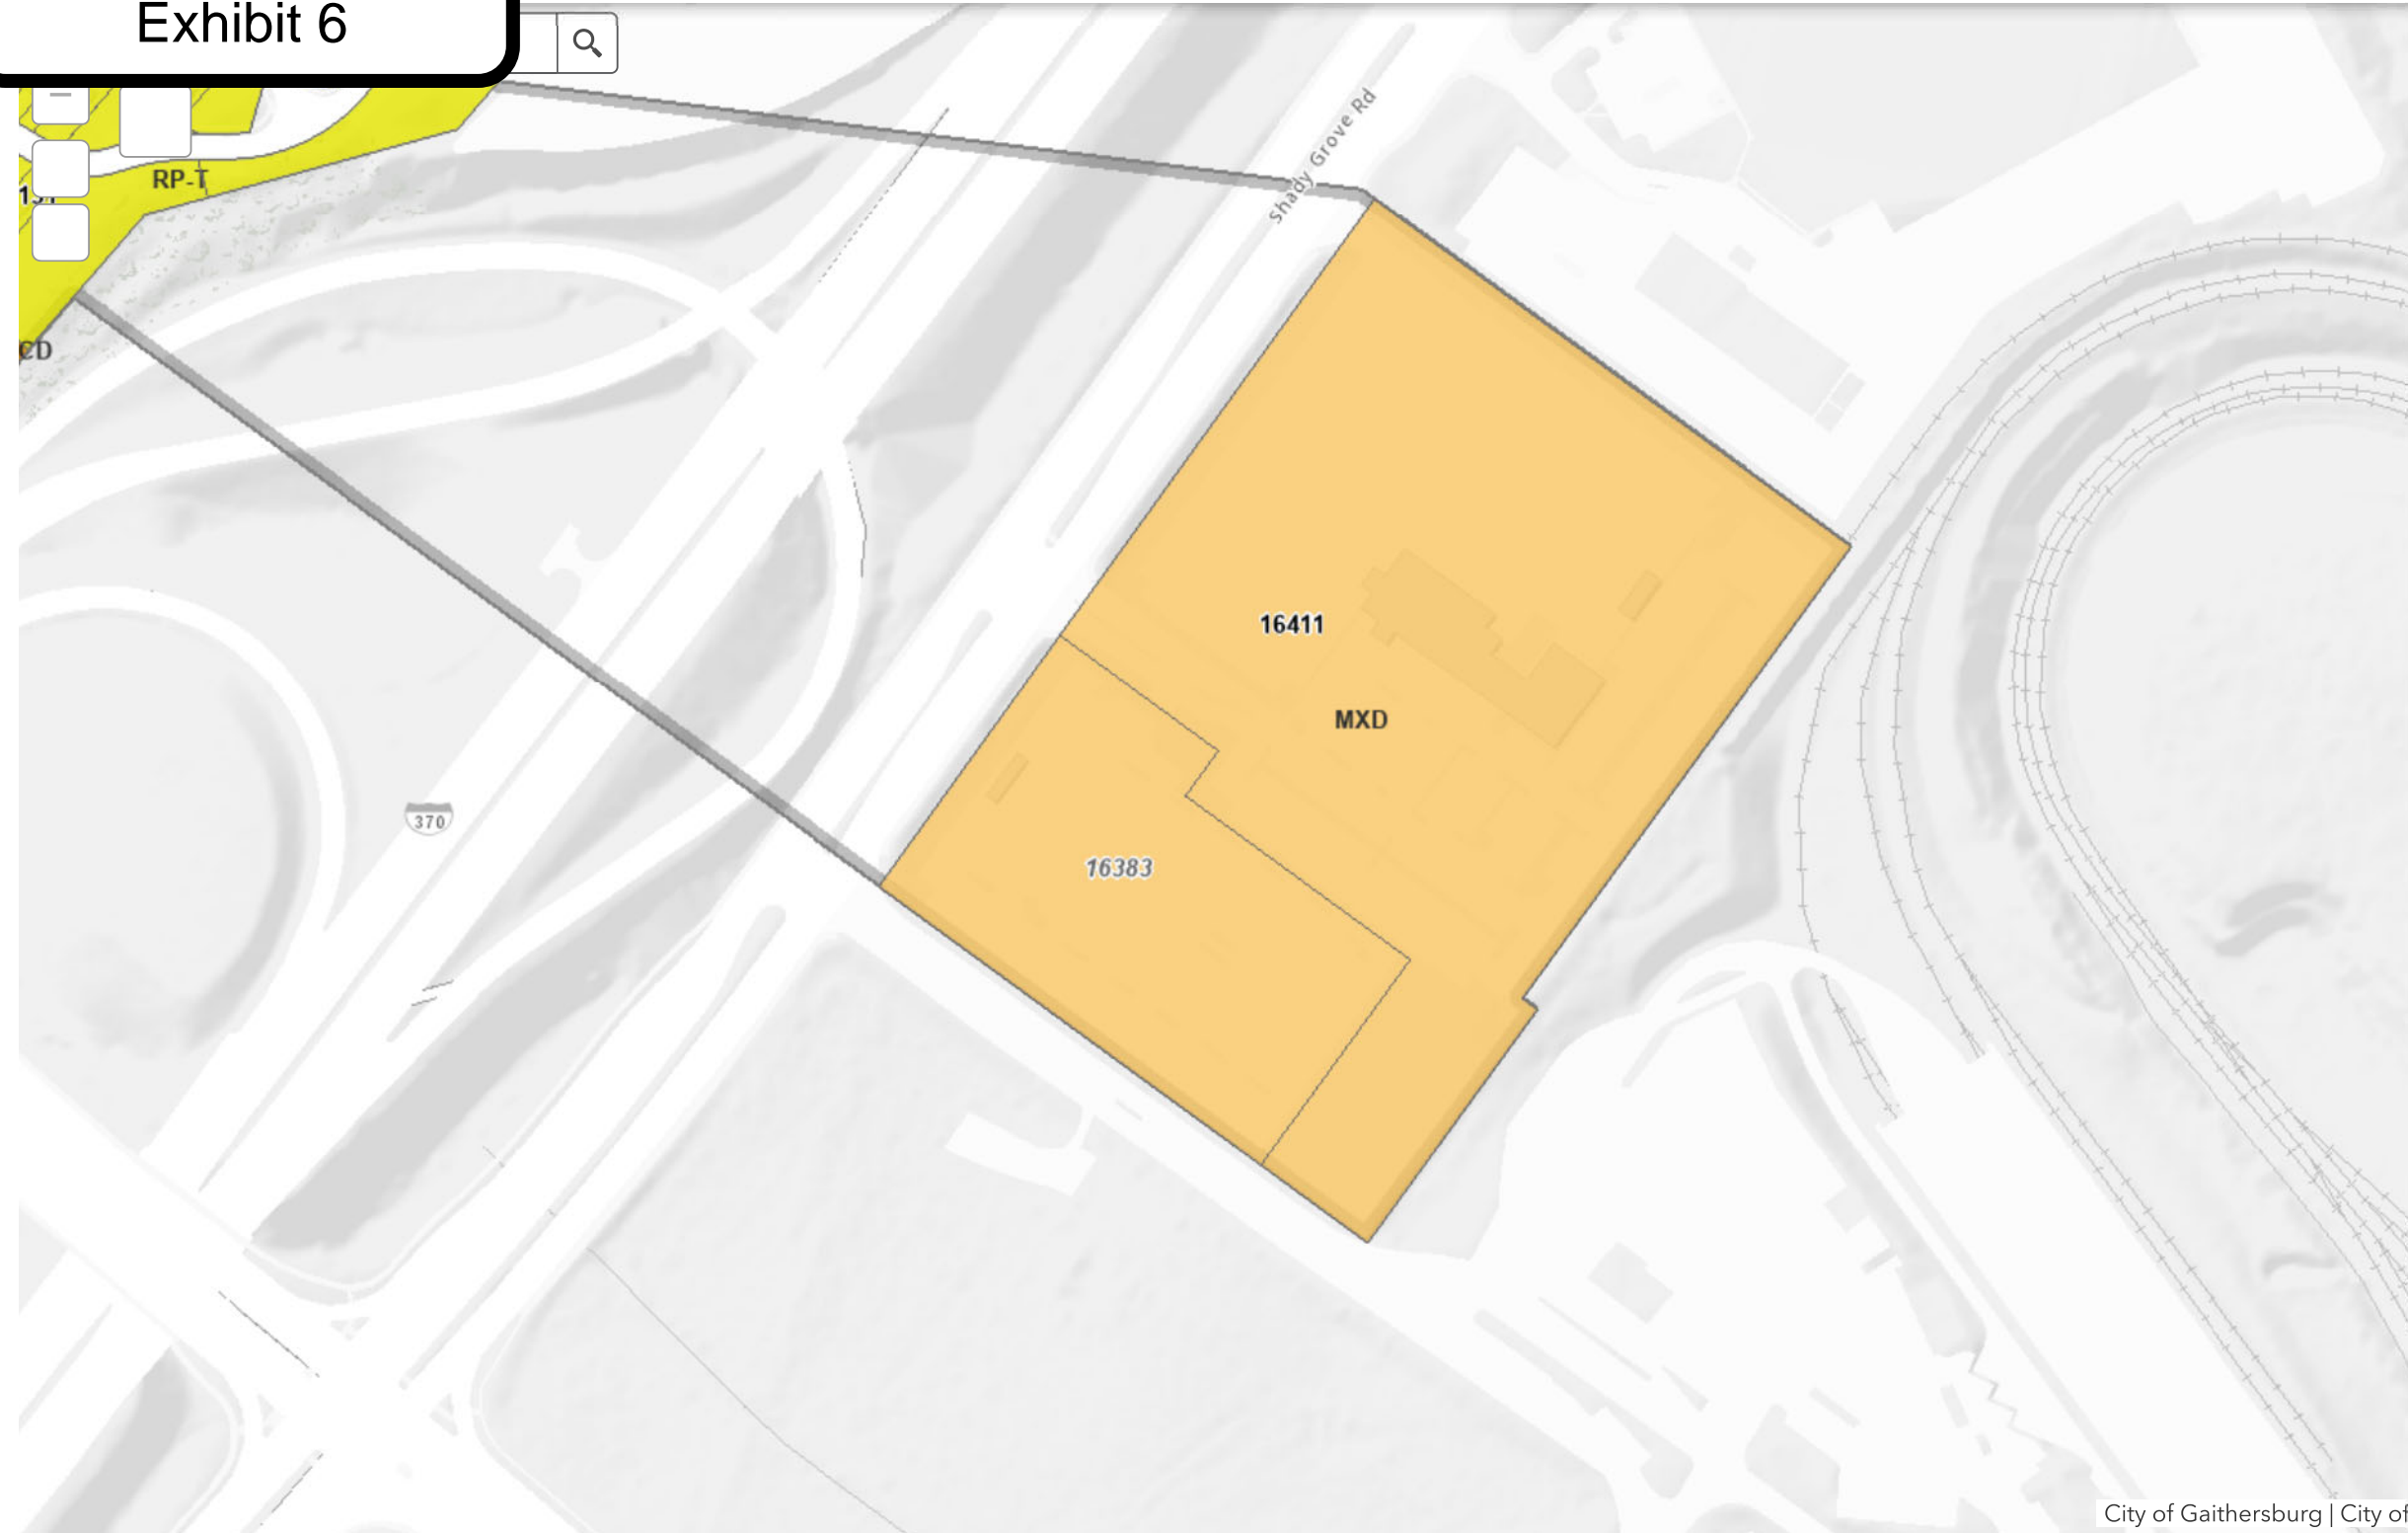 Exhibit 6
Shady Grove Rd
RP-T
CD
16411
MXD
16383
370
City of Gaithersburg | City of